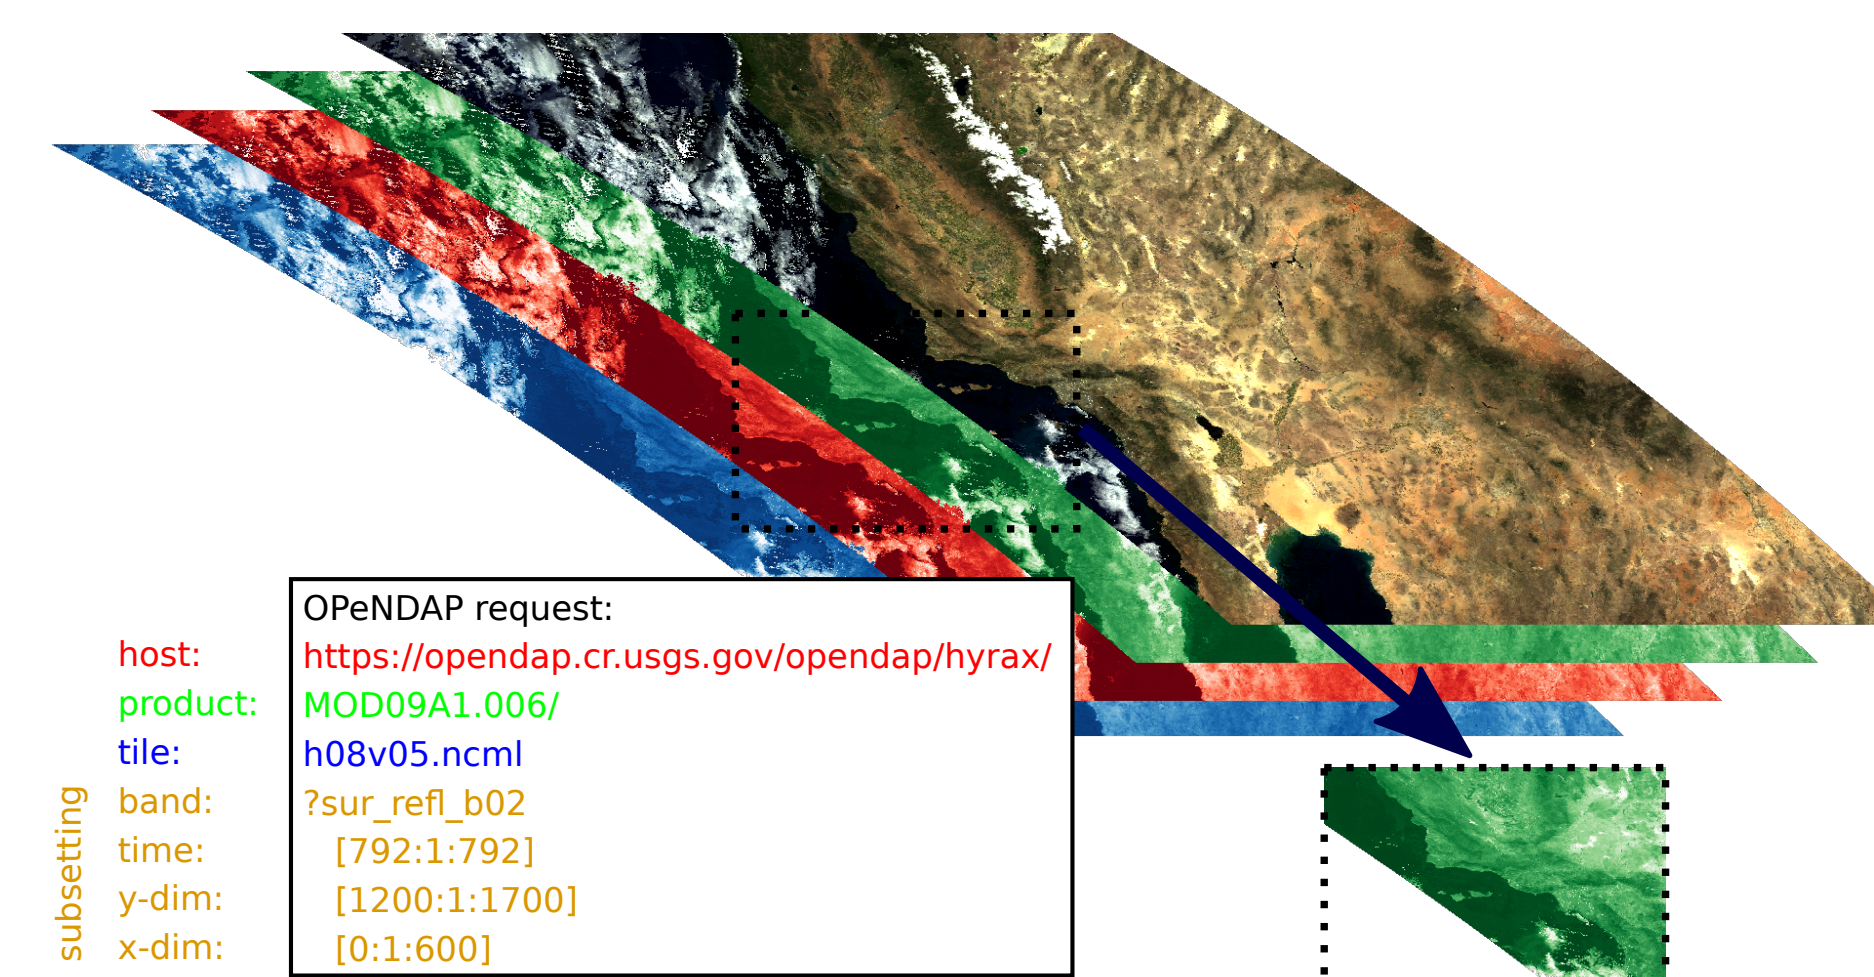 OPeNDAP request:
host: https://opendap.cr.usgs.gov/opendap/hyrax/
product: MOD09A1.006/
tile: h08v05.ncml
subsetting
band: ?sur_refl_b02
time: [792:1:792]
y-dim: [1200:1:1700]
x-dim: [0:1:600]